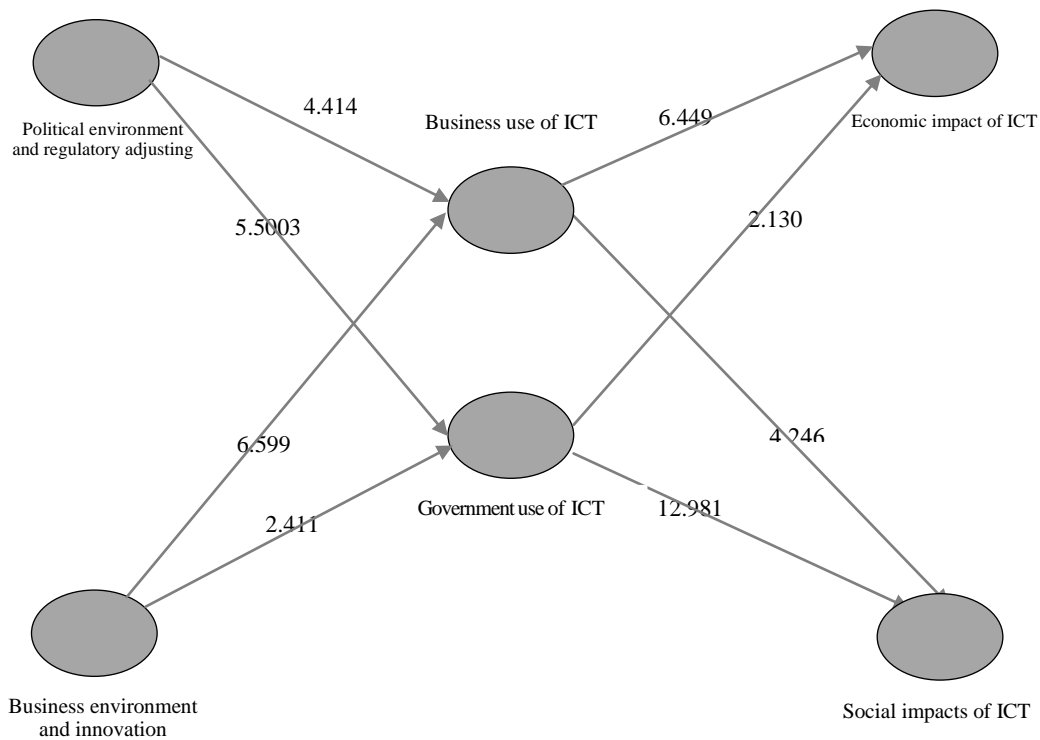 4.414
Business use of ICT
6.449
Economic impact of ICT
Political environment
and regulatory adjusting
5.5003
2.130
6.599
4.246
Government use of ICT
12.981
2.411
Business environment
and innovation
Social impacts of ICT